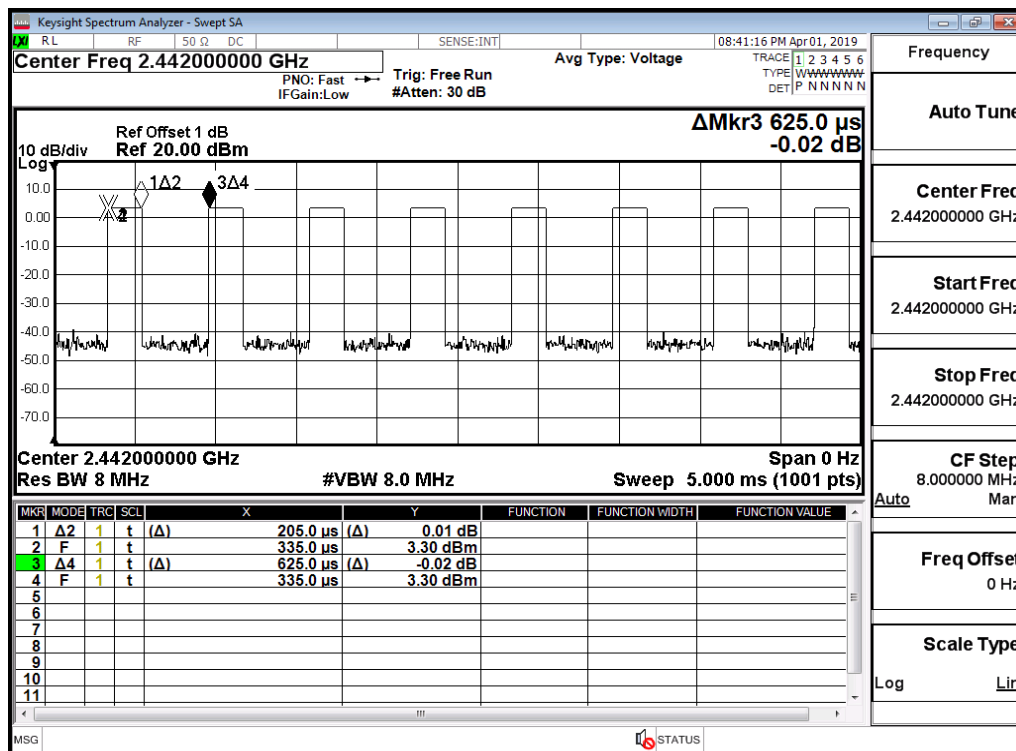 Keysight Spectrum Analyzer - Swept SA
LXI RL RF 50 Ω DC SENSE:INT 08:41:16 PM Apr 01, 2019
Center Freq 2.442000000 GHz
PNO: Fast
IFGain:Low
Trig: Free Run
#Atten: 30 dB
Avg Type: Voltage
TRACE 1 2 3 4 5 6
TYPE WWWWWW
DET P N N N N N
Ref Offset 1 dB
10 dB/div Ref 20.00 dBm
Log
ΔMkr3 625.0 µs
-0.02 dB
1Δ2
3Δ4
10.0
0.00
-10.0
-20.0
-30.0
-40.0
-50.0
-60.0
-70.0
Center 2.442000000 GHz Span 0 Hz
Res BW 8 MHz #VBW 8.0 MHz Sweep 5.000 ms (1001 pts)
MKR MODE TRC SCL X Y FUNCTION FUNCTION WIDTH FUNCTION VALUE
1 Δ2 1 t (Δ) 205.0 µs (Δ) 0.01 dB
2 F 1 t 335.0 µs 3.30 dBm
3 Δ4 1 t (Δ) 625.0 µs (Δ) -0.02 dB
4 F 1 t 335.0 µs 3.30 dBm
5
6
7
8
9
10
11
MSG STATUS
Frequency
Auto Tune
Center Freq
2.442000000 GHz
Start Freq
2.442000000 GHz
Stop Freq
2.442000000 GHz
CF Step
8.000000 MHz
Auto Man
Freq Offset
0 Hz
Scale Type
Log Lin